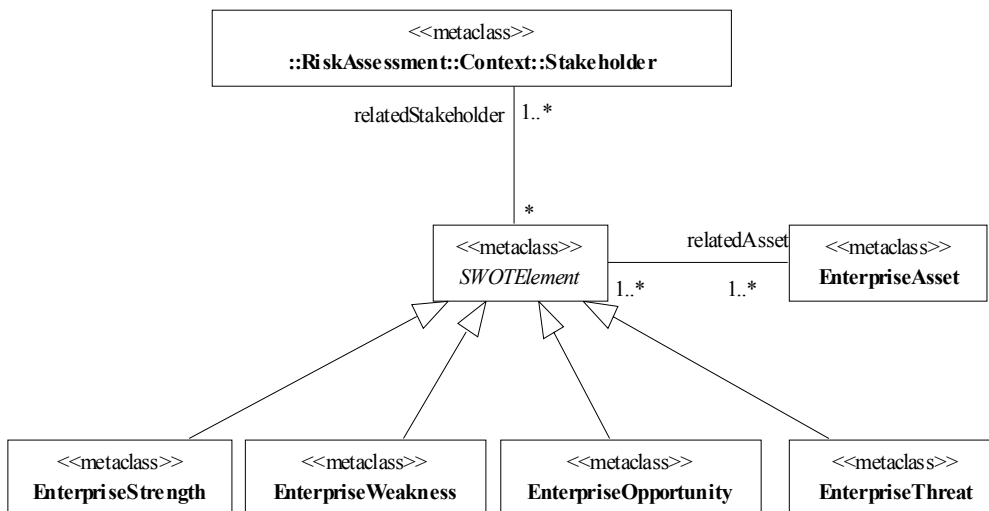 <<metaclass>>
::RiskAssessment::Context::Stakeholder
relatedStakeholder
1..*
*
<<metaclass>>
SWOTElement
relatedAsset
1..*
1..*
<<metaclass>>
EnterpriseAsset
<<metaclass>>
EnterpriseStrength
<<metaclass>>
EnterpriseWeakness
<<metaclass>>
EnterpriseOpportunity
<<metaclass>>
EnterpriseThreat